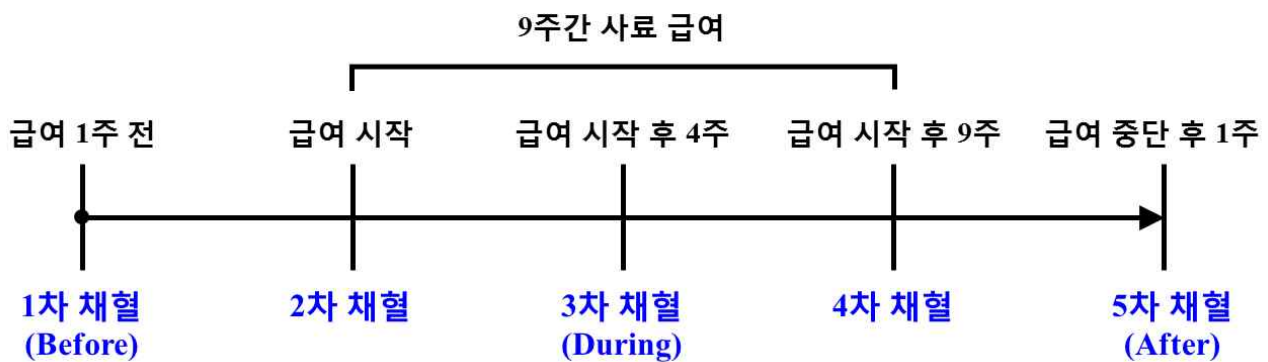 9주간 사료 급여
급여 1주 전
급여 시작
급여 시작 후 4주
급여 시작 후 9주
급여 중단 후 1주
1차 채혈
(Before)
2차 채혈
3차 채혈
(During)
4차 채혈
5차 채혈
(After)